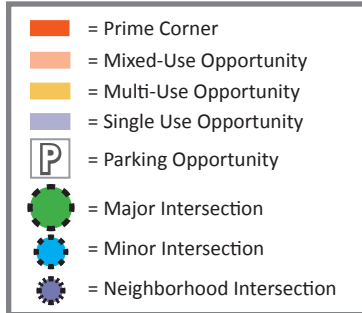 = Prime Corner
= Mixed-Use Opportunity
= Multi-Use Opportunity
= Single Use Opportunity
P = Parking Opportunity
= Major Intersection
= Minor Intersection
= Neighborhood Intersection